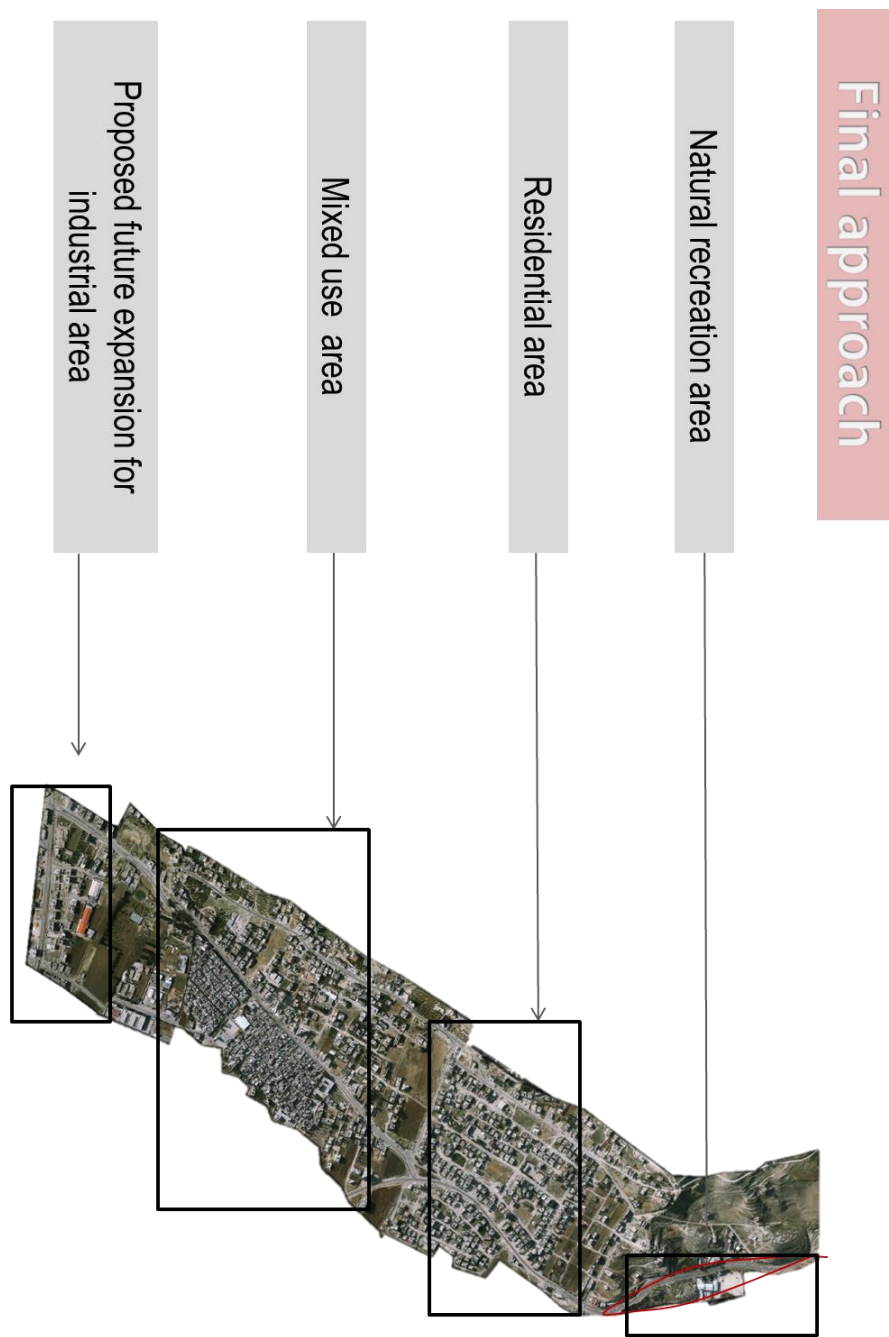 Final approach
Natural recreation area
Residential area
Mixed use area
Proposed future expansion for
industrial area